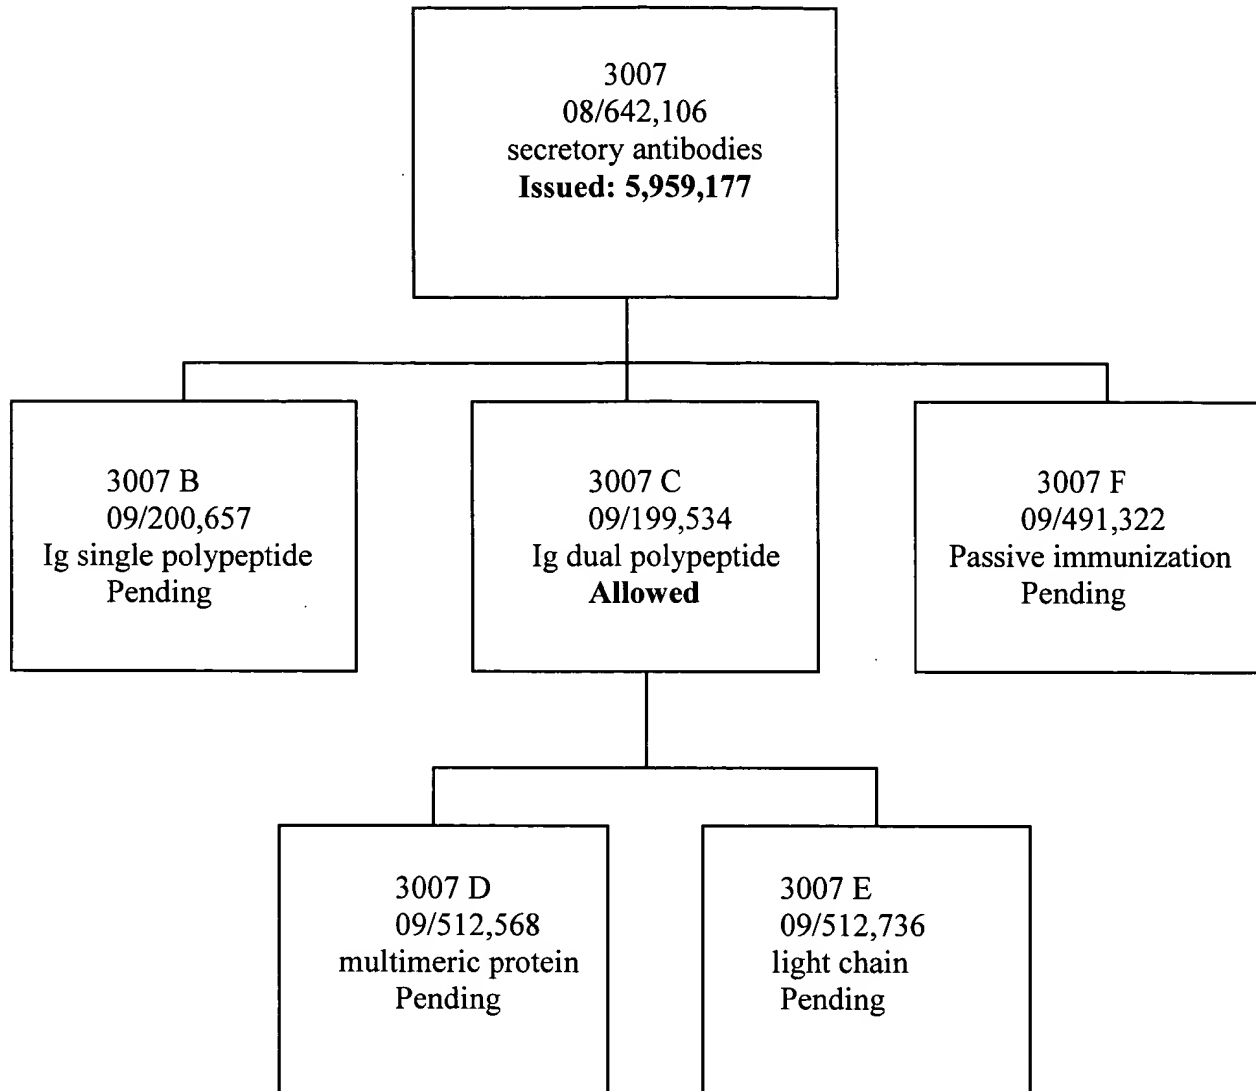 3007
08/642,106
secretory antibodies
Issued: 5,959,177
3007 B
09/200,657
Ig single polypeptide
Pending
3007 C
09/199,534
Ig dual polypeptide
Allowed
3007 F
09/491,322
Passive immunization
Pending
3007 D
09/512,568
multimeric protein
Pending
3007 E
09/512,736
light chain
Pending